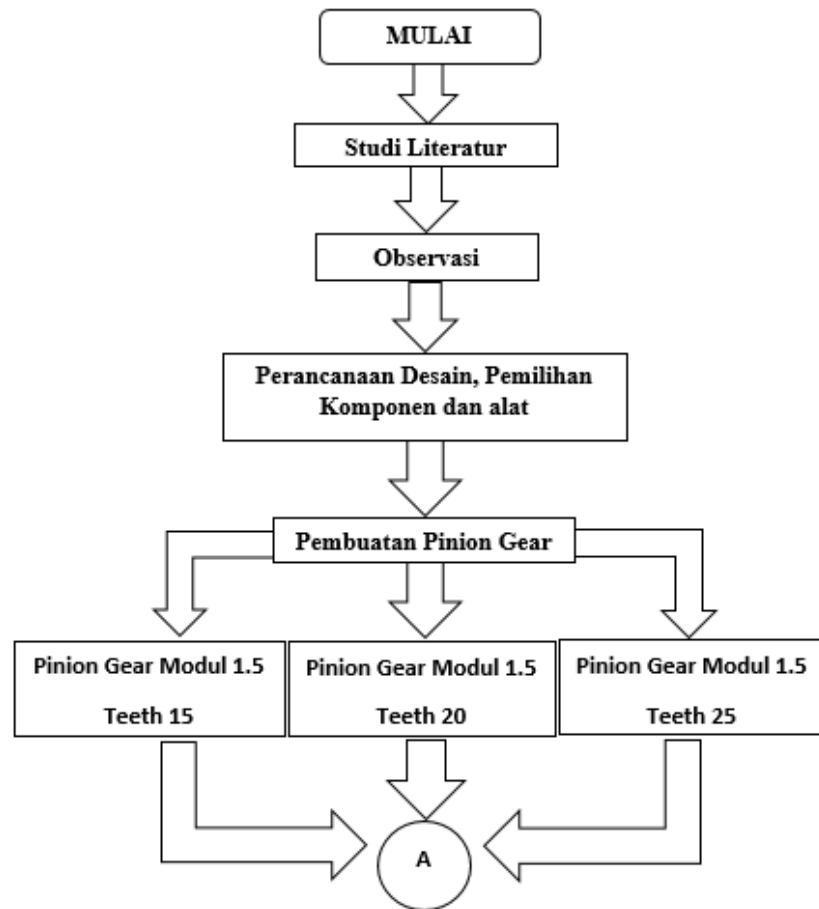 MULAI
Studi Literatur
Observasi
Perancanaan Desain, Pemilihan
Komponen dan alat
Pembuatan Pinion Gear
Pinion Gear Modul 1.5
Teeth 15
Pinion Gear Modul 1.5
Teeth 20
Pinion Gear Modul 1.5
Teeth 25
A